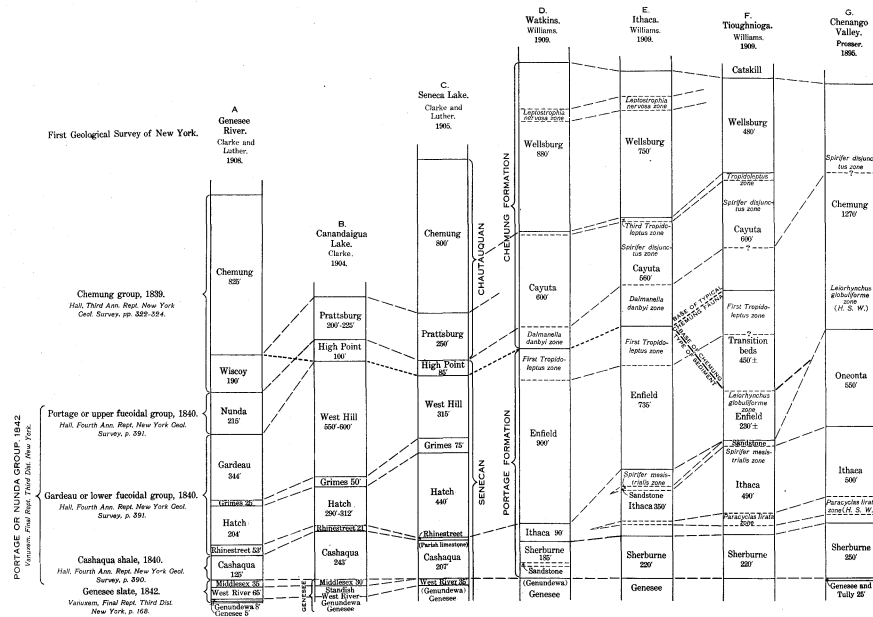 First Geological Survey of New York.
Chemung group, 1839.
Hall, Third Ann. Rept. New York
Geol. Survey, pp. 322-324.
PORTAGE OR NUNDA GROUP, 1842
Vanuxem, Final Rept. Third Dist. New York.
Portage or upper fucoidal group, 1840.
Hall, Fourth Ann. Rept. New York Geol.
Survey, p. 391.
Gardeau or lower fucoidal group, 1840.
Hall, Fourth Ann. Rept. New York Geol.
Survey, p. 391.
Cashaqua shale, 1840.
Hall, Fourth Ann. Rept. New York Geol.
Survey, p. 390.
Genesee slate, 1842.
Vanuxem, Final Rept. Third Dist.
New York, p. 168.
A
Genesee
River.
Clarke and
Luther.
1908.
Chemung
825'
Wiscoy
190'
Nunda
215'
Gardeau
344'
Grimes 25'
Hatch
204'
Rhinestreet 53'
Cashaqua
125'
Middlesex 35'
West River 65'
Genundewa 8'
Genesee 5'
B.
Canandaigua
Lake.
Clarke.
1904.
Prattsburg
200'-225'
High Point
100'
West Hill
550'-600'
Grimes 50'
Hatch
290'-312'
Rhinestreet 21'
Cashaqua
243'
GENESEE
Middlesex 30'
Standish
West River
Genundewa
Genesee
C.
Seneca Lake.
Clarke and
Luther.
1905.
Chemung
800'
Prattsburg
250'
High Point
85'
West Hill
315'
Grimes 75'
Hatch
440'
Rhinestreet
(Parish limestone)
Cashaqua
207'
West River 35'
(Genundewa)
Genesee
CHAUTAUQUAN
SENECAN
D.
Watkins.
Williams.
1909.
CHEMUNG FORMATION
PORTAGE FORMATION
Leptostrophia
nervosa zone
Wellsburg
880'
Cayuta
600'
Dalmanella
danbyi zone
First Tropido-
leptus zone
Enfield
900'
Ithaca 90'
Sherburne
185'
Sandstone
(Genundewa)
Genesee
E.
Ithaca.
Williams.
1909.
Leptostrophia
nervosa zone
Wellsburg
750'
Third Tropido-
leptus zone
Spirifer disjunc-
tus zone
Cayuta
560'
Dalmanella
danbyi zone
First Tropido-
leptus zone
Enfield
735'
Spirifer mesis-
trialis zone
Sandstone
Ithaca 350'
Sherburne
220'
Genesee
BASE OF TYPICAL
CHEMUNG FAUNA
BASE OF CHEMUNG
TYPE OF SEDIMENT
F.
Tioughnioga.
Williams.
1909.
Catskill
Wellsburg
480'
Tropidoleptus
zone
Spirifer disjunc-
tus zone
Cayuta
600'
?
First Tropido-
leptus zone
?
Transition
beds
450'±
Leiorhynchus
globuliforme
zone
Enfield
230'±
Sandstone
Spirifer mesis-
trialis zone
Ithaca
490'
Paracyclas lirata
zone
Sherburne
220'
Genesee
G.
Chenango
Valley.
Prosser.
1895.
Spirifer disjunc-
tus zone
?
Chemung
1270'
Leiorhynchus
globuliforme
zone
(H. S. W.)
Oneonta
550'
Ithaca
500'
Paracyclas lirata
zone (H. S. W.)
Sherburne
250'
Genesee and
Tully 25'